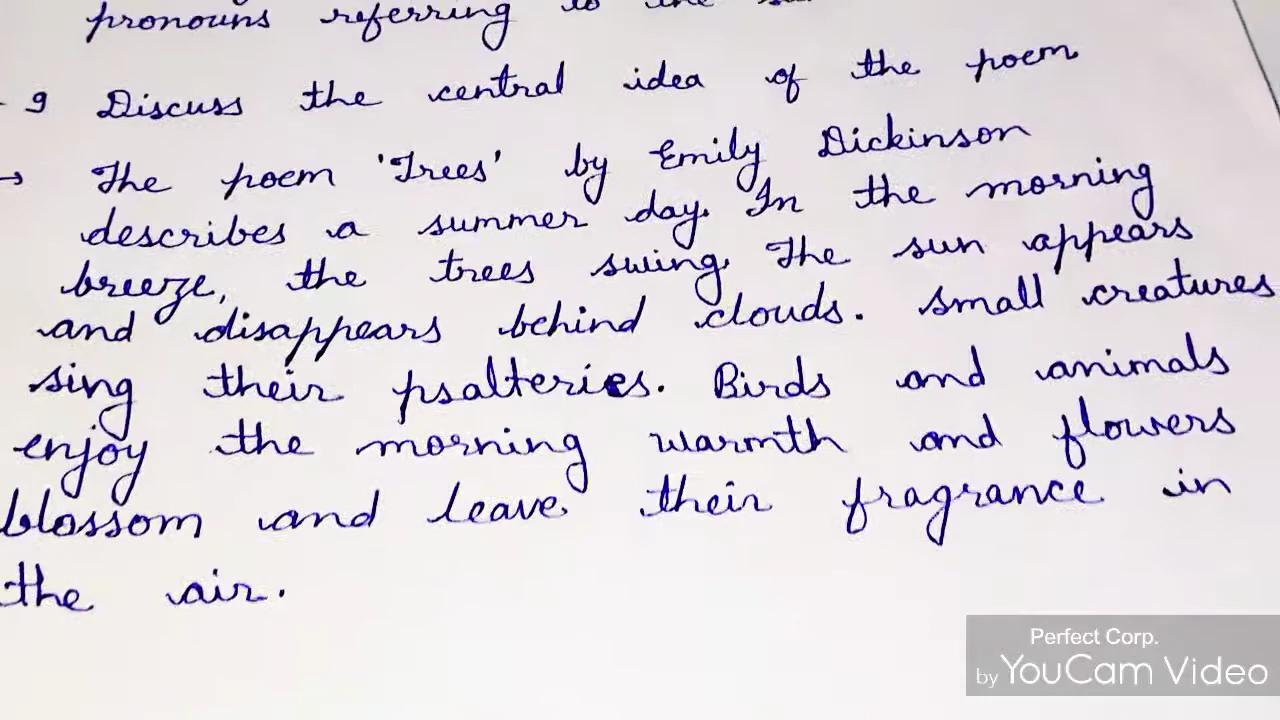 pronouns referring to the
9 Discuss the central idea of the poem
→ The poem 'Trees' by Emily Dickinson
describes a summer day. In the morning
breeze, the trees swing. The sun appears
and disappears behind clouds. Small creatures
sing their psalteries. Birds and animals
enjoy the morning warmth and flowers
blossom and leave their fragrance in
the air.
Perfect Corp.
by YouCam Video